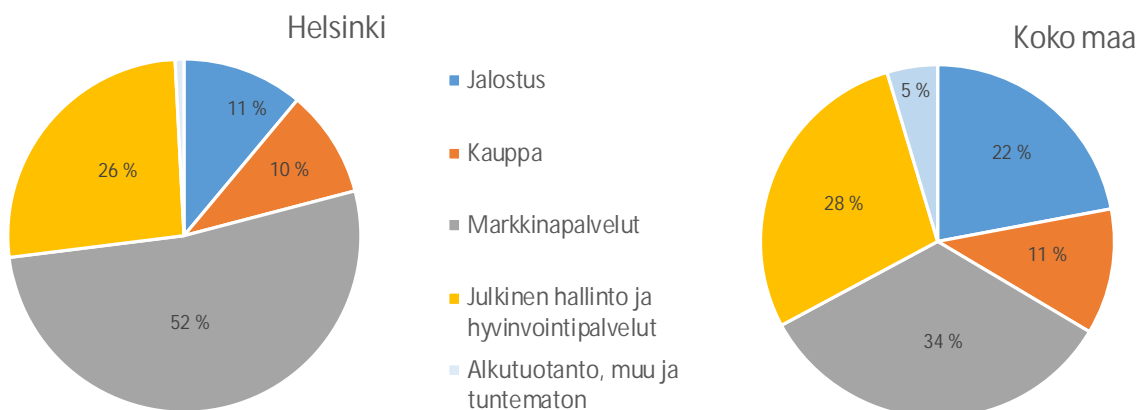 Helsinki
11 %
10 %
52 %
26 %
Jalostus
Kauppa
Markkinapalvelut
Julkinen hallinto ja
hyvinvointipalvelut
Alkutuotanto, muu ja
tuntematon
Koko maa
22 %
11 %
34 %
28 %
5 %